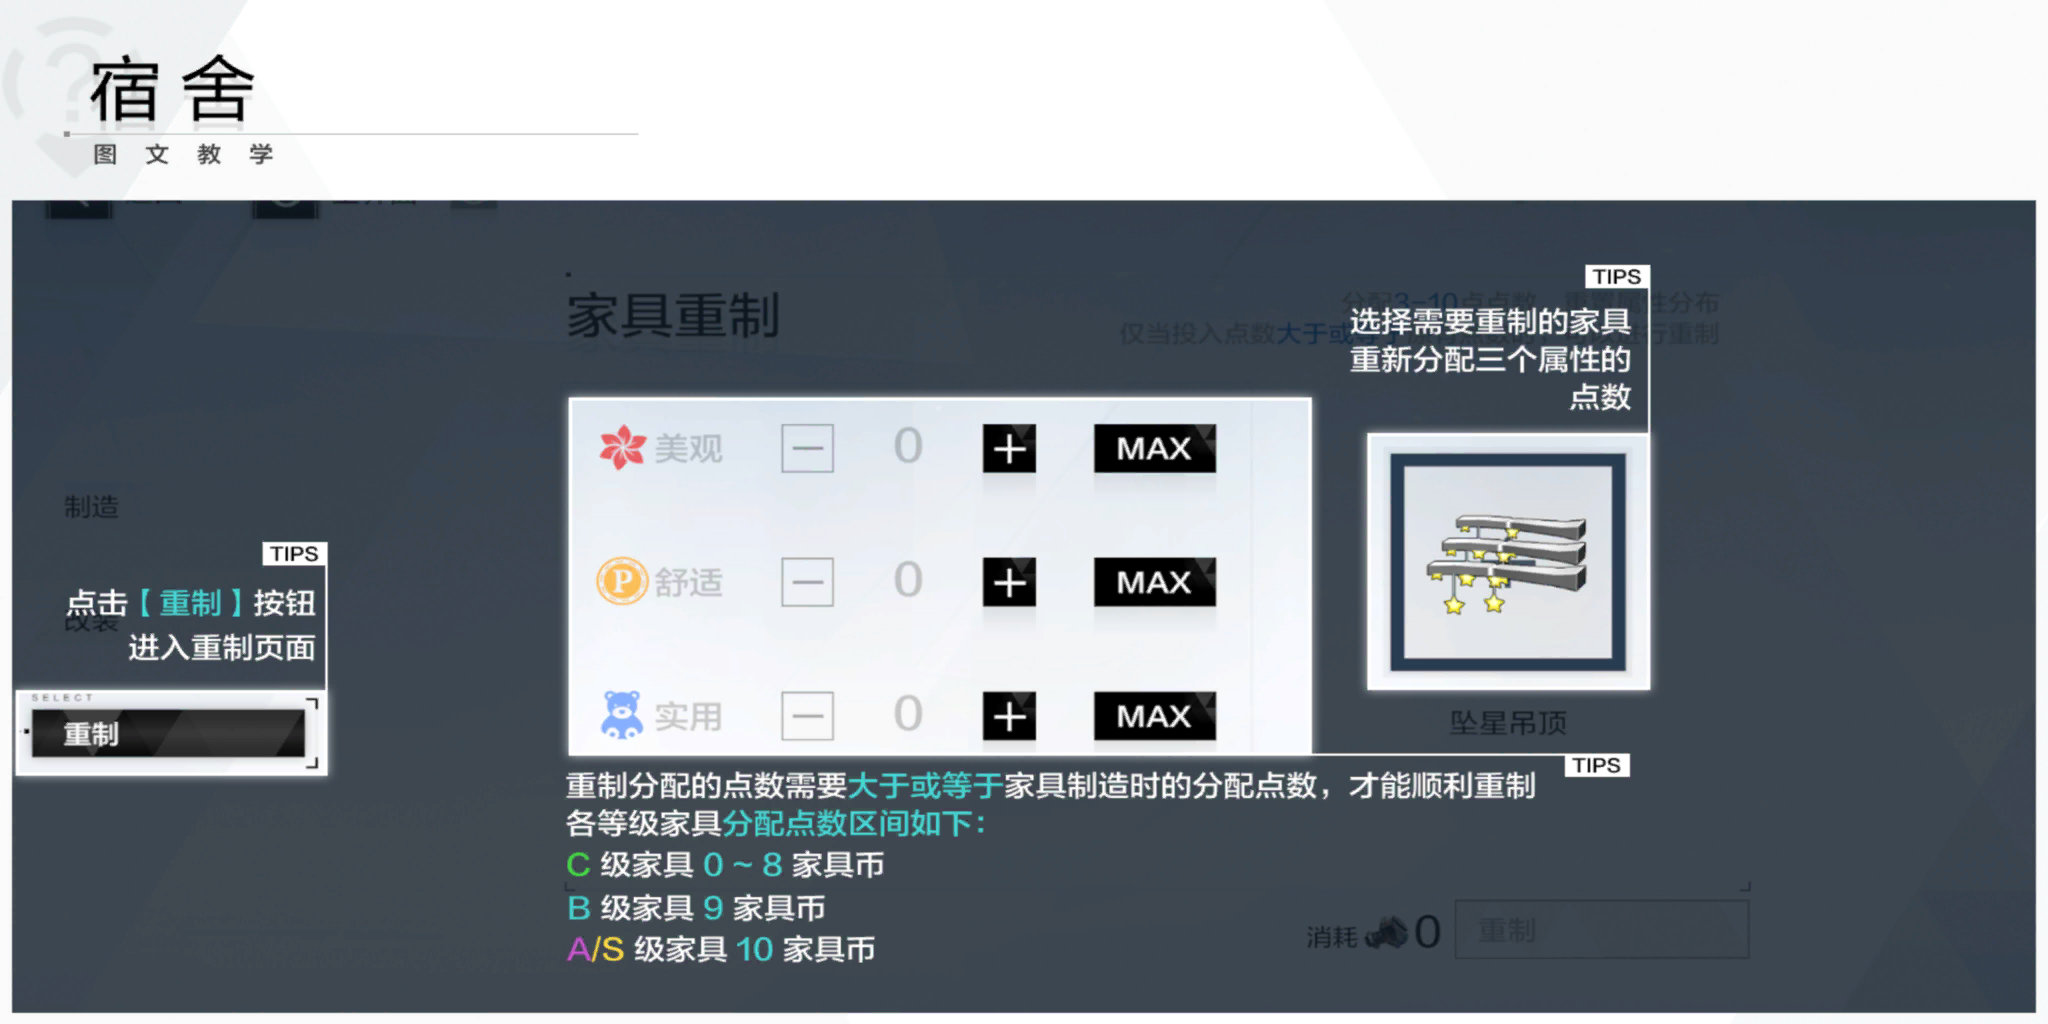 宿舍
图文教学
家具重制
TIPS
选择需要重制的家具
重新分配三个属性的
点数
美观
0
MAX
制造
TIPS
舒适
0
MAX
点击【重制】按钮
改装
进入重制页面
SELECT
重制
实用
0
MAX
坠星吊顶
TIPS
重制分配的点数需要大于或等于家具制造时的分配点数，才能顺利重制
各等级家具分配点数区间如下：
C 级家具 0 ~ 8 家具币
B 级家具 9 家具币
A/S 级家具 10 家具币
消耗 0
重制